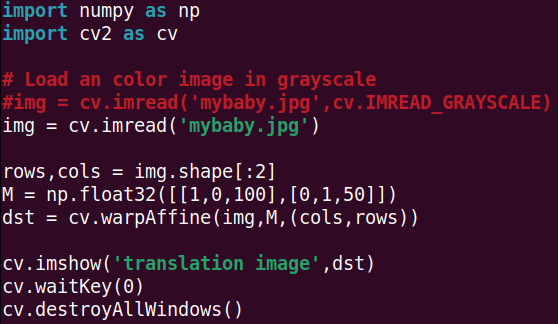 import numpy as np
import cv2 as cv

# Load an color image in grayscale
#img = cv.imread('mybaby.jpg',cv.IMREAD_GRAYSCALE)
img = cv.imread('mybaby.jpg')

rows,cols = img.shape[:2]
M = np.float32([[1,0,100],[0,1,50]])
dst = cv.warpAffine(img,M,(cols,rows))

cv.imshow('translation image',dst)
cv.waitKey(0)
cv.destroyAllWindows()